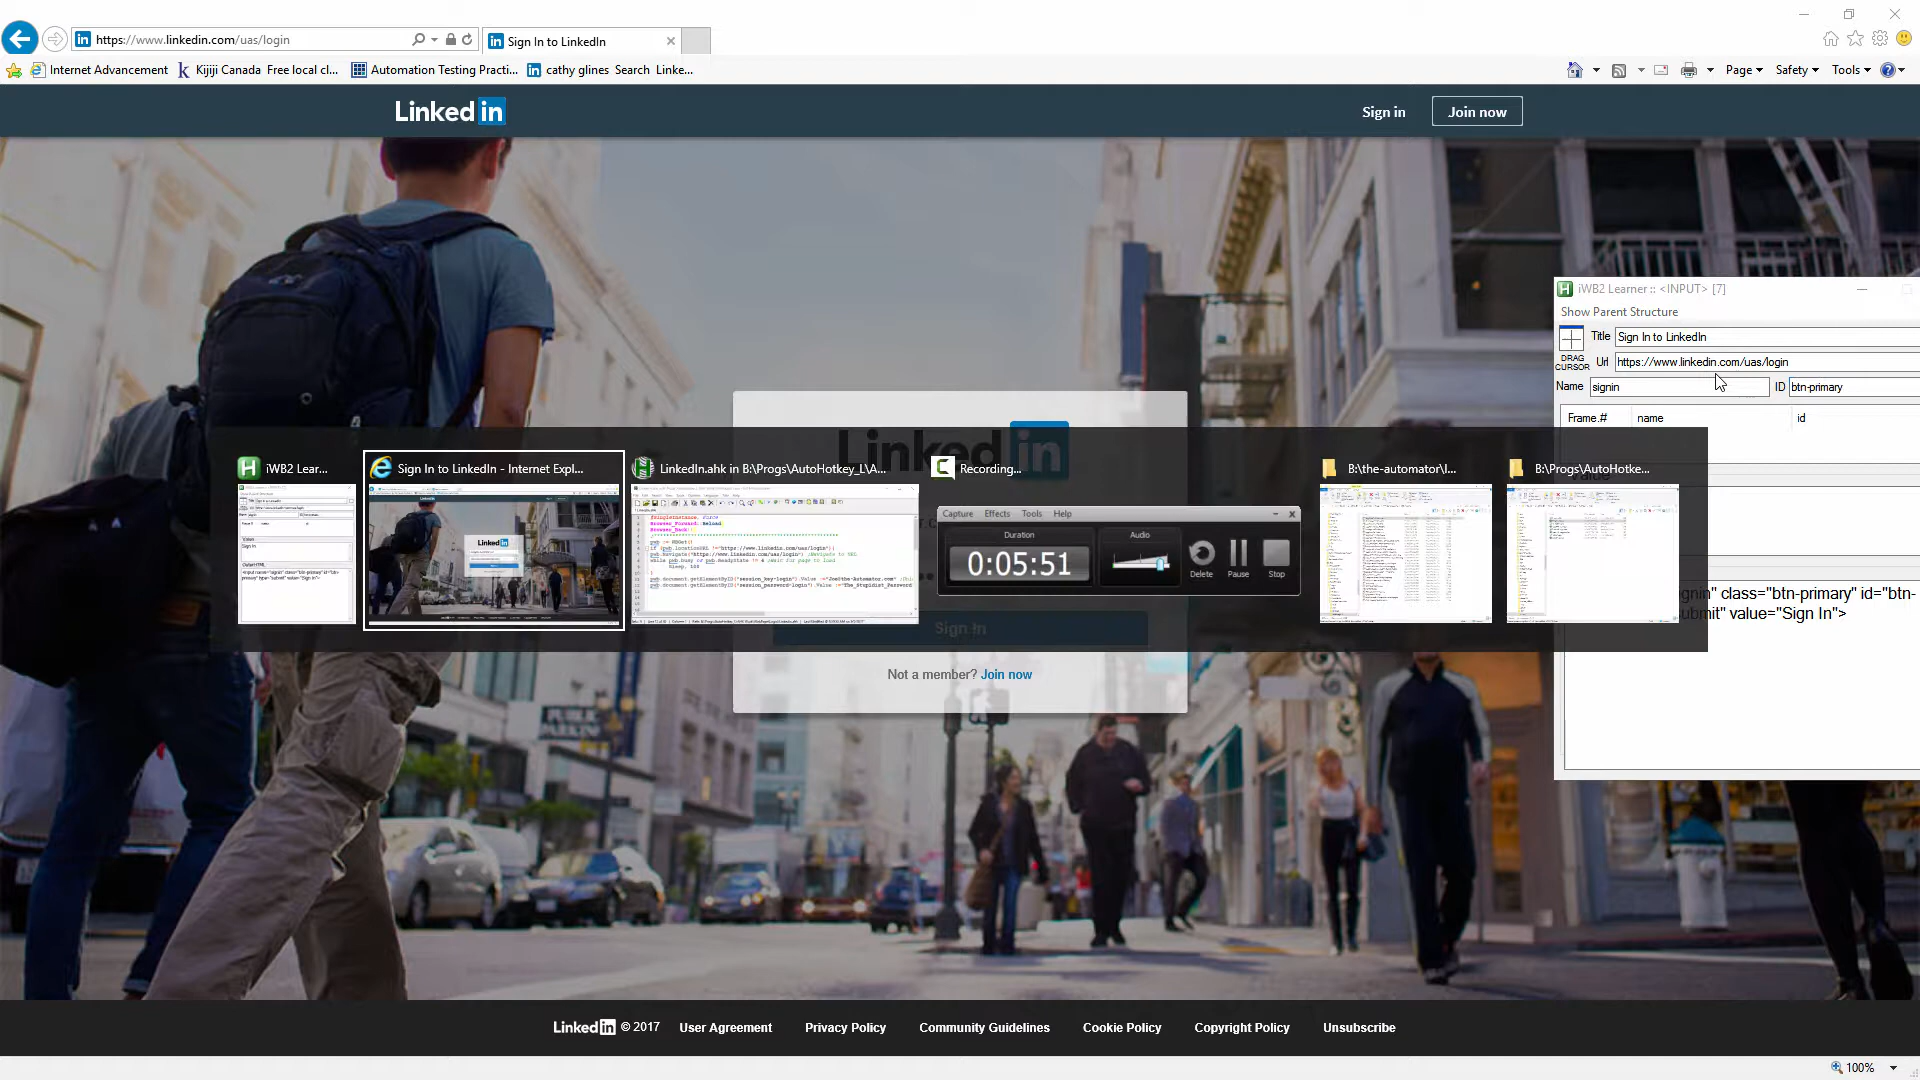 https://www.linkedin.com/uas/login
Sign In to LinkedIn
Internet Advancement
Kijiji Canada Free local cl...
Automation Testing Practi...
cathy glines Search Linke...
Page
Safety
Tools
Linked in
Sign in
Join now
iWB2 Learner :: <INPUT> [7]
Show Parent Structure
DRAG
CURSOR
Title
Sign In to LinkedIn
Url
https://www.linkedin.com/uas/login
Name
signin
ID
btn-primary
Frame.#
name
id
Linked in
iWB2 Lear...
Sign In to LinkedIn - Internet Expl...
LinkedIn.ahk in B:\Progs\AutoHotkey_L\A...
Recording...
B:\the-automator\I...
B:\Progs\AutoHotke...
Capture
Effects
Tools
Help
Duration
0:05:51
Audio
Delete
Pause
Stop
class="btn-primary" id="btn-
value="Sign In">
Sign In
Not a member? Join now
Linked in © 2017
User Agreement
Privacy Policy
Community Guidelines
Cookie Policy
Copyright Policy
Unsubscribe
100%